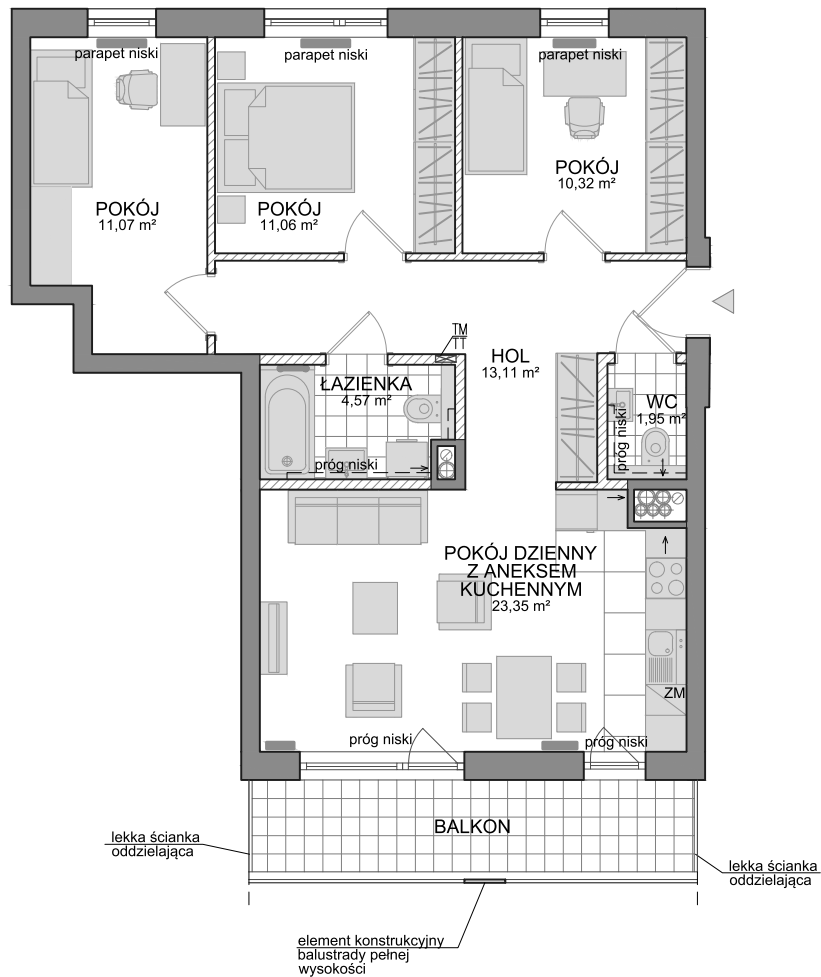 parapet niski
parapet niski
parapet niski
POKÓJ
11,07 m²
POKÓJ
11,06 m²
POKÓJ
10,32 m²
TM
TT
HOL
13,11 m²
ŁAZIENKA
4,57 m²
próg niski
WC
1,95 m²
próg niski
POKÓJ DZIENNY
Z ANEKSEM
KUCHENNYM
23,35 m²
ZM
próg niski
próg niski
BALKON
lekka ścianka
oddzielająca
lekka ścianka
oddzielająca
element konstrukcyjny
balustrady pełnej
wysokości